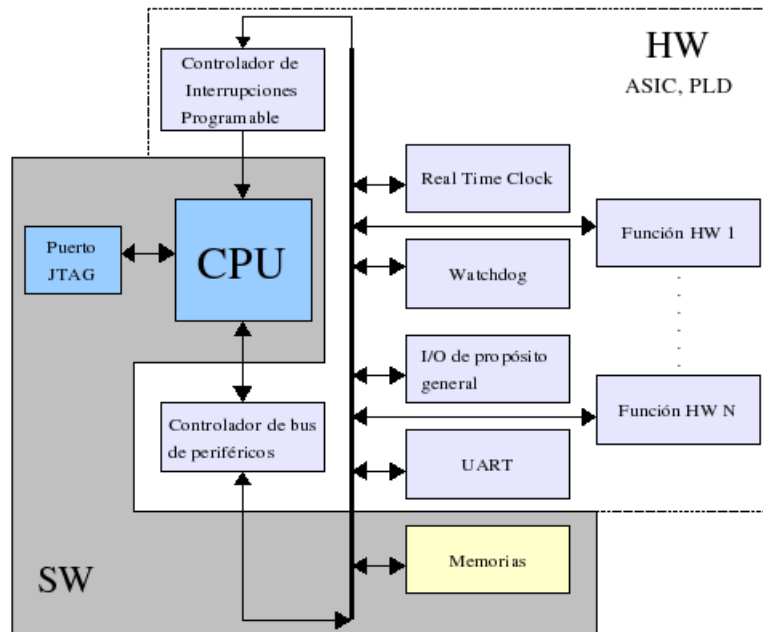 HW
ASIC, PLD
Controlador de
Interrupciones
Programable
Real Time Clock
Función HW 1
Puerto
JTAG
CPU
Watchdog
I/O de propósito
general
Función HW N
Controlador de bus
de periféricos
UART
SW
Memorias